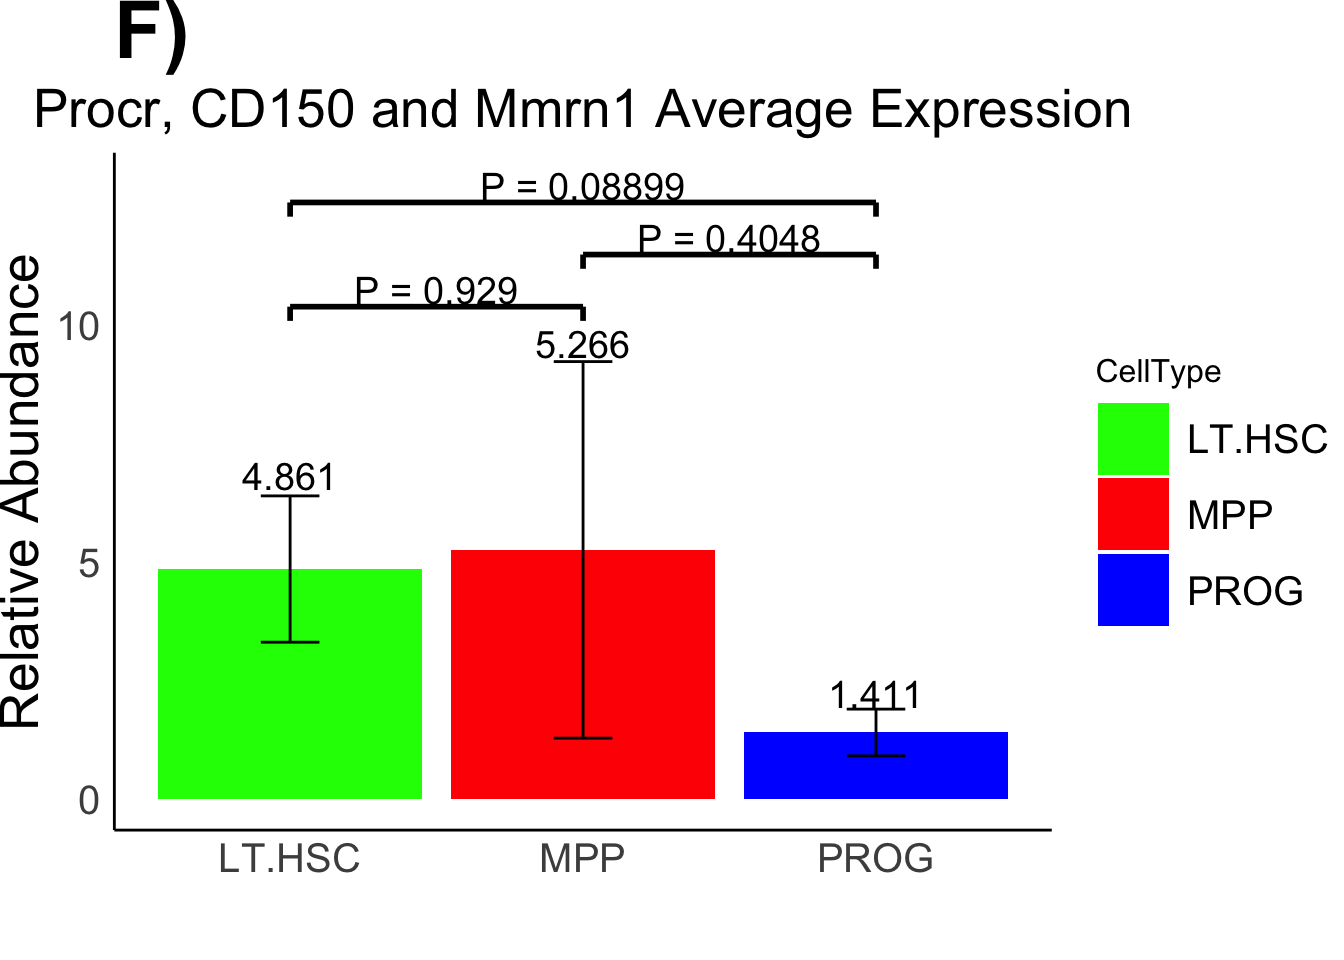 F)
Procr, CD150 and Mmrn1 Average Expression
P = 0.08899
P = 0.4048
P = 0.929
5.266
4.861
1.411
Relative Abundance
10
5
0
LT.HSC
MPP
PROG
CellType
LT.HSC
MPP
PROG